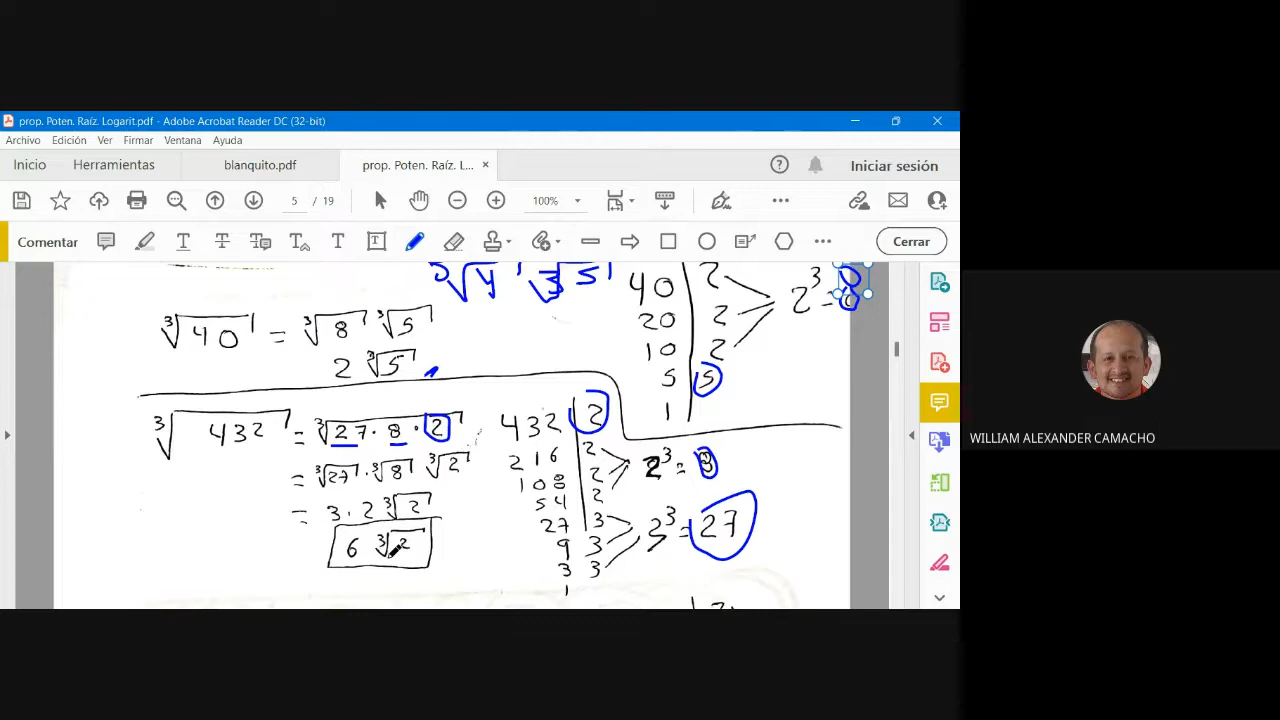 prop. Poten. Raíz. Logarit.pdf - Adobe Acrobat Reader DC (32-bit)
Archivo Edición Ver Firmar Ventana Ayuda
Inicio Herramientas blanquito.pdf prop. Poten. Raíz. L... × Iniciar sesión
5 / 19 100%
Comentar Cerrar
∛4 ∛5
∛40 = ∛8 ∛5
2 ∛5
40 | 2
20 | 2
10 | 2
5 | 5
1
2³ =
∛432 = ∛27·8·2
= ∛27 · ∛8 ∛2
= 3·2 ∛2
6 ∛2
432 | 2
216 | 2
108 | 2
54 | 2
27 | 3
9 | 3
3 | 3
1
2³ = 8
3³ = 27
WILLIAM ALEXANDER CAMACHO